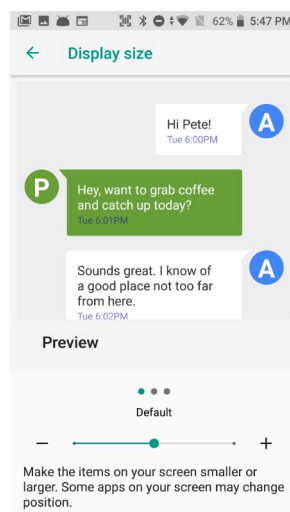 62% 5:47 PM
Display size
Hi Pete!
Tue 6:00PM
A
P
Hey, want to grab coffee
and catch up today?
Tue 6:01PM
Sounds great. I know of
a good place not too far
from here.
Tue 6:02PM
A
Preview
Default
Make the items on your screen smaller or
larger. Some apps on your screen may change
position.